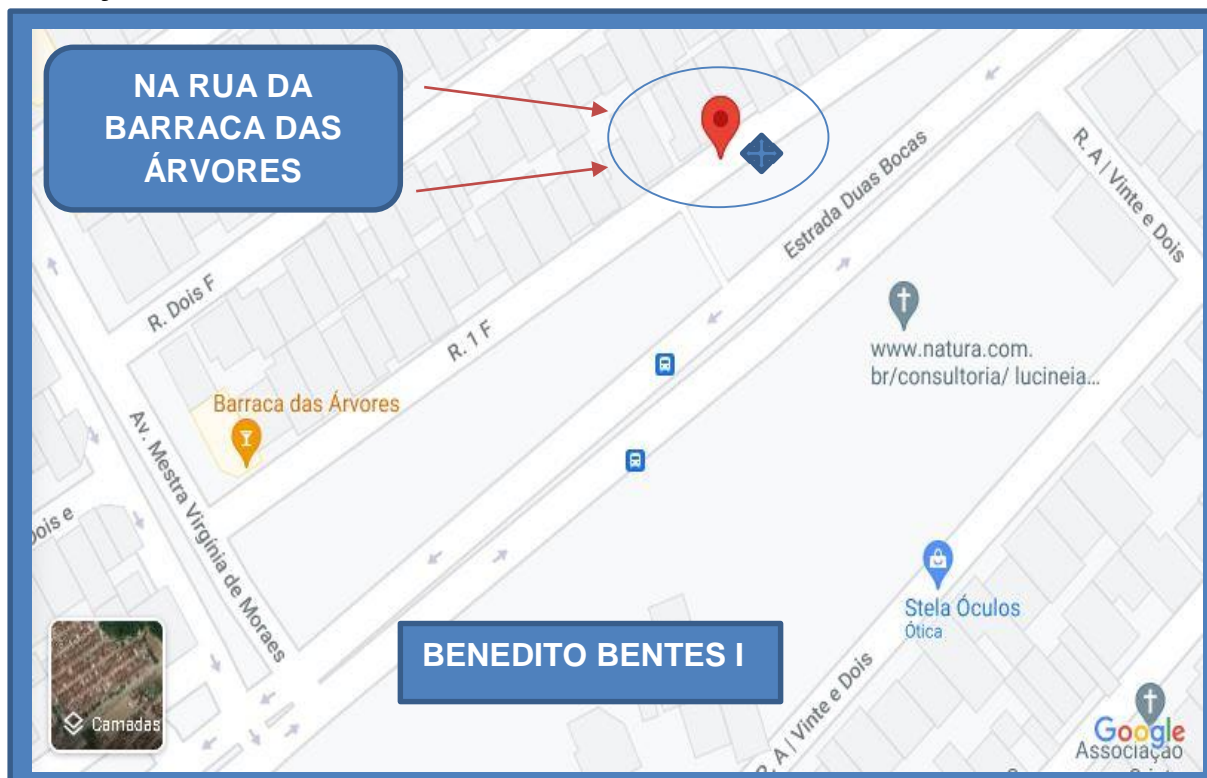 NA RUA DA
BARRACA DAS
ÁRVORES
Estrada Duas Bocas
R. A | Vinte e Dois
R. Dois F
R. 1 F
www.natura.com.
br/consultoria/ lucineia...
Barraca das Árvores
Av. Mestra Virgínia de Moraes
Dois e
Stela Óculos
Ótica
BENEDITO BENTES I
R. A | Vinte e Dois
Camadas
Google
Associação